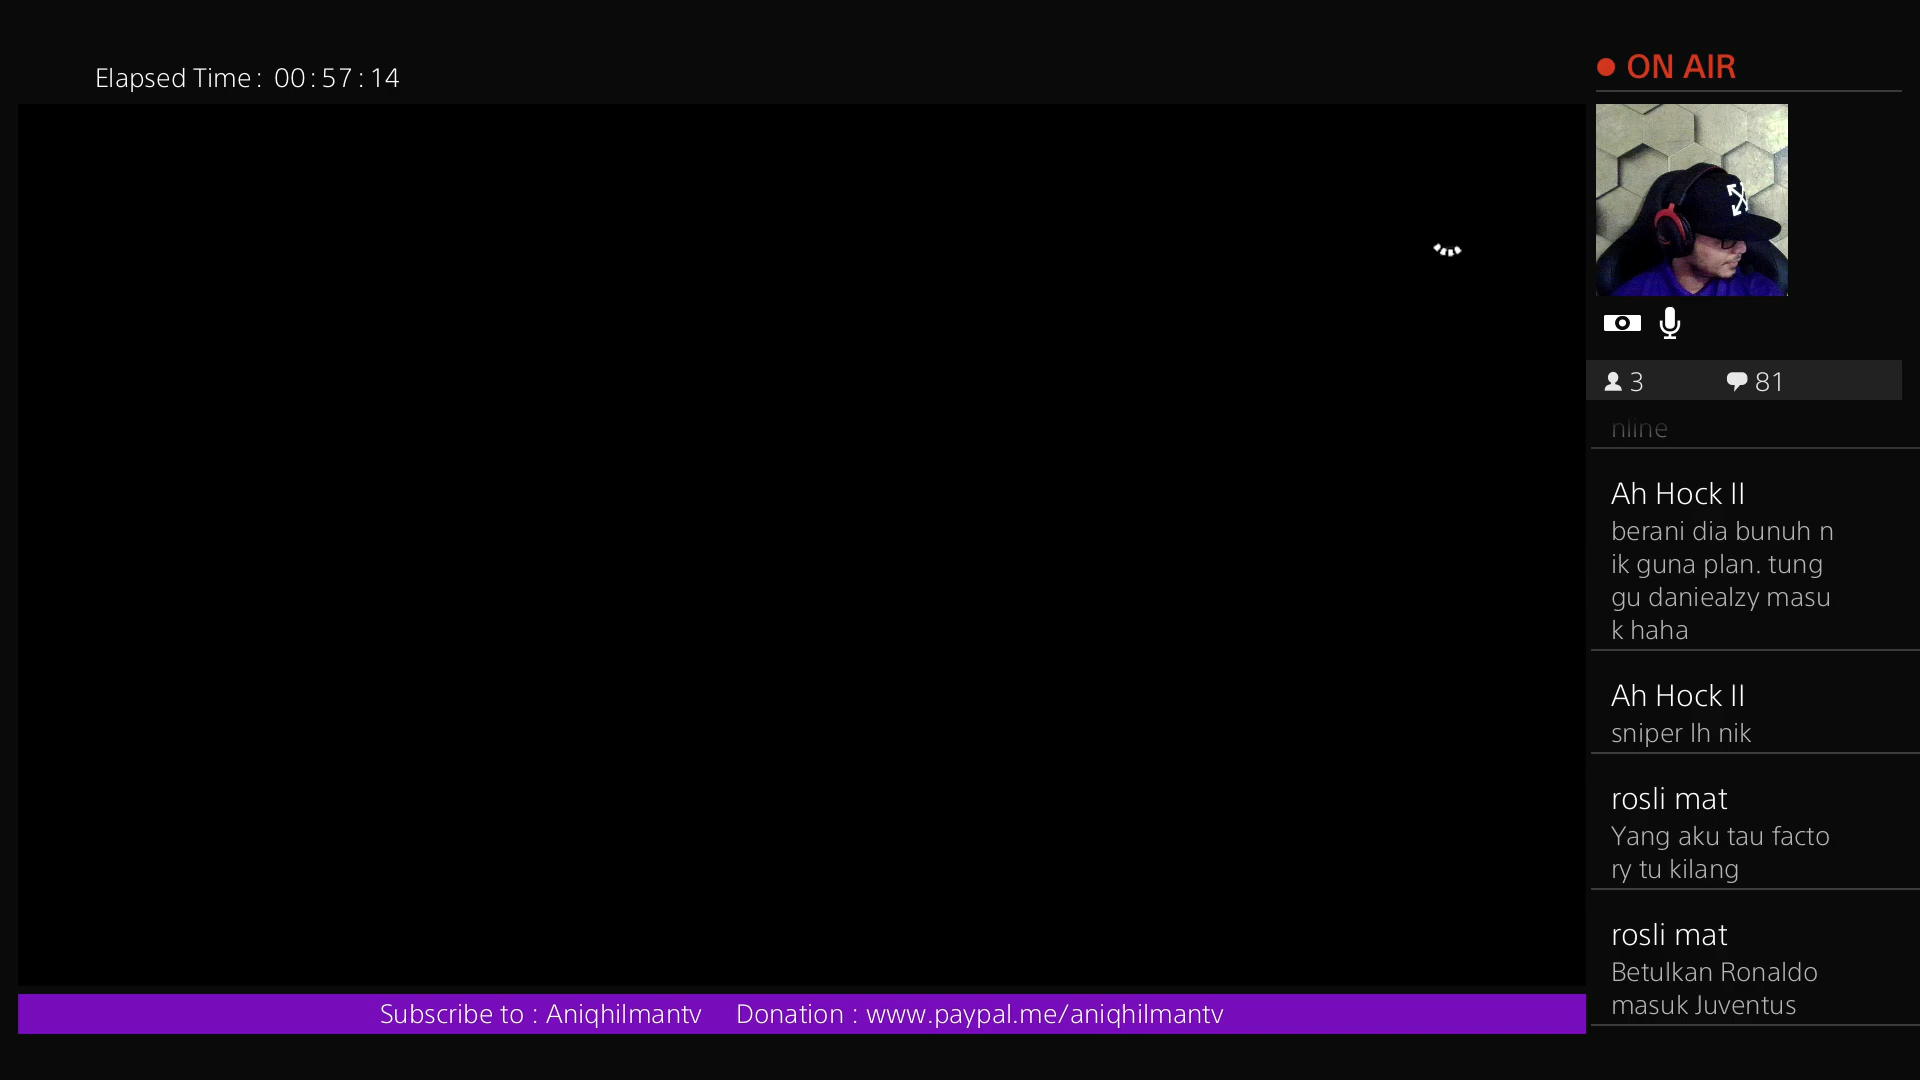 Elapsed Time: 00:57:14
ON AIR
3 81
nline
Ah Hock II
berani dia bunuh n
ik guna plan. tung
gu daniealzy masu
k haha
Ah Hock II
sniper lh nik
rosli mat
Yang aku tau facto
ry tu kilang
rosli mat
Betulkan Ronaldo
masuk Juventus
Subscribe to : Aniqhilmantv Donation : www.paypal.me/aniqhilmantv